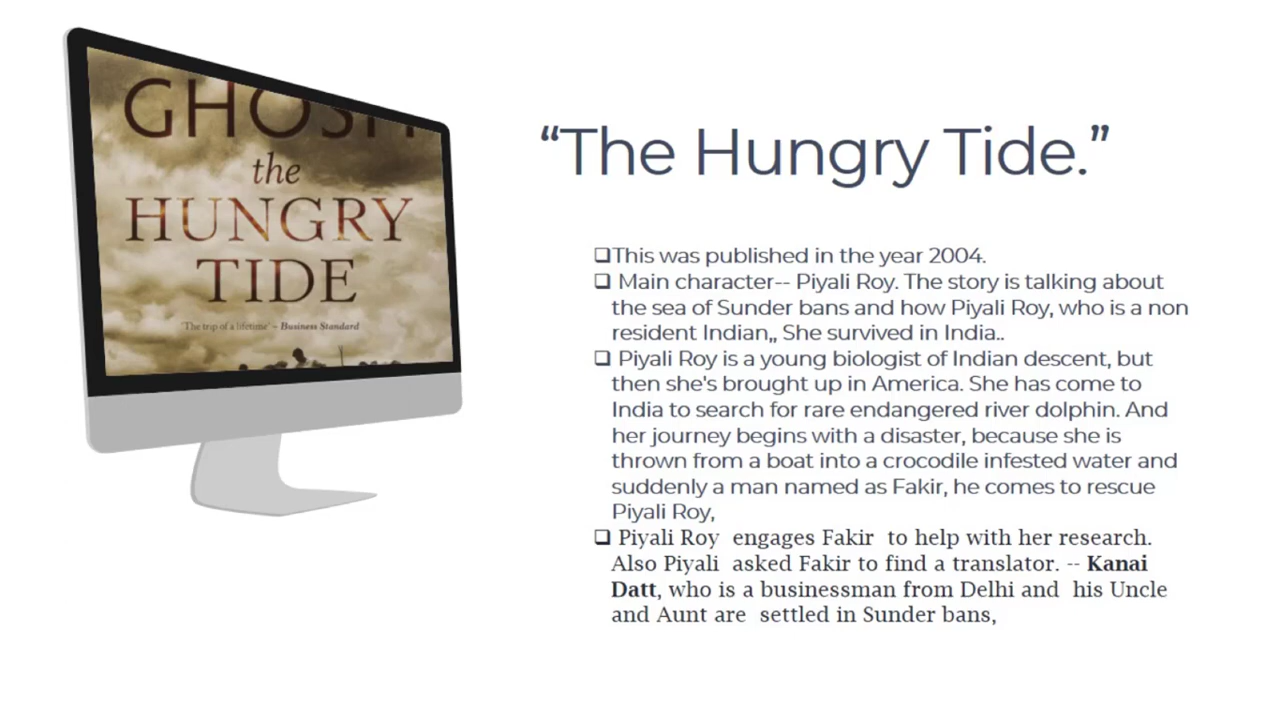 GHOSH
the
HUNGRY
TIDE
'The trip of a lifetime' – Business Standard
“The Hungry Tide.”
❑This was published in the year 2004.
❑ Main character-- Piyali Roy. The story is talking about
the sea of Sunder bans and how Piyali Roy, who is a non
resident Indian,, She survived in India..
❑ Piyali Roy is a young biologist of Indian descent, but
then she's brought up in America. She has come to
India to search for rare endangered river dolphin. And
her journey begins with a disaster, because she is
thrown from a boat into a crocodile infested water and
suddenly a man named as Fakir, he comes to rescue
Piyali Roy,
❑ Piyali Roy engages Fakir to help with her research.
Also Piyali asked Fakir to find a translator. -- Kanai
Datt, who is a businessman from Delhi and his Uncle
and Aunt are settled in Sunder bans,